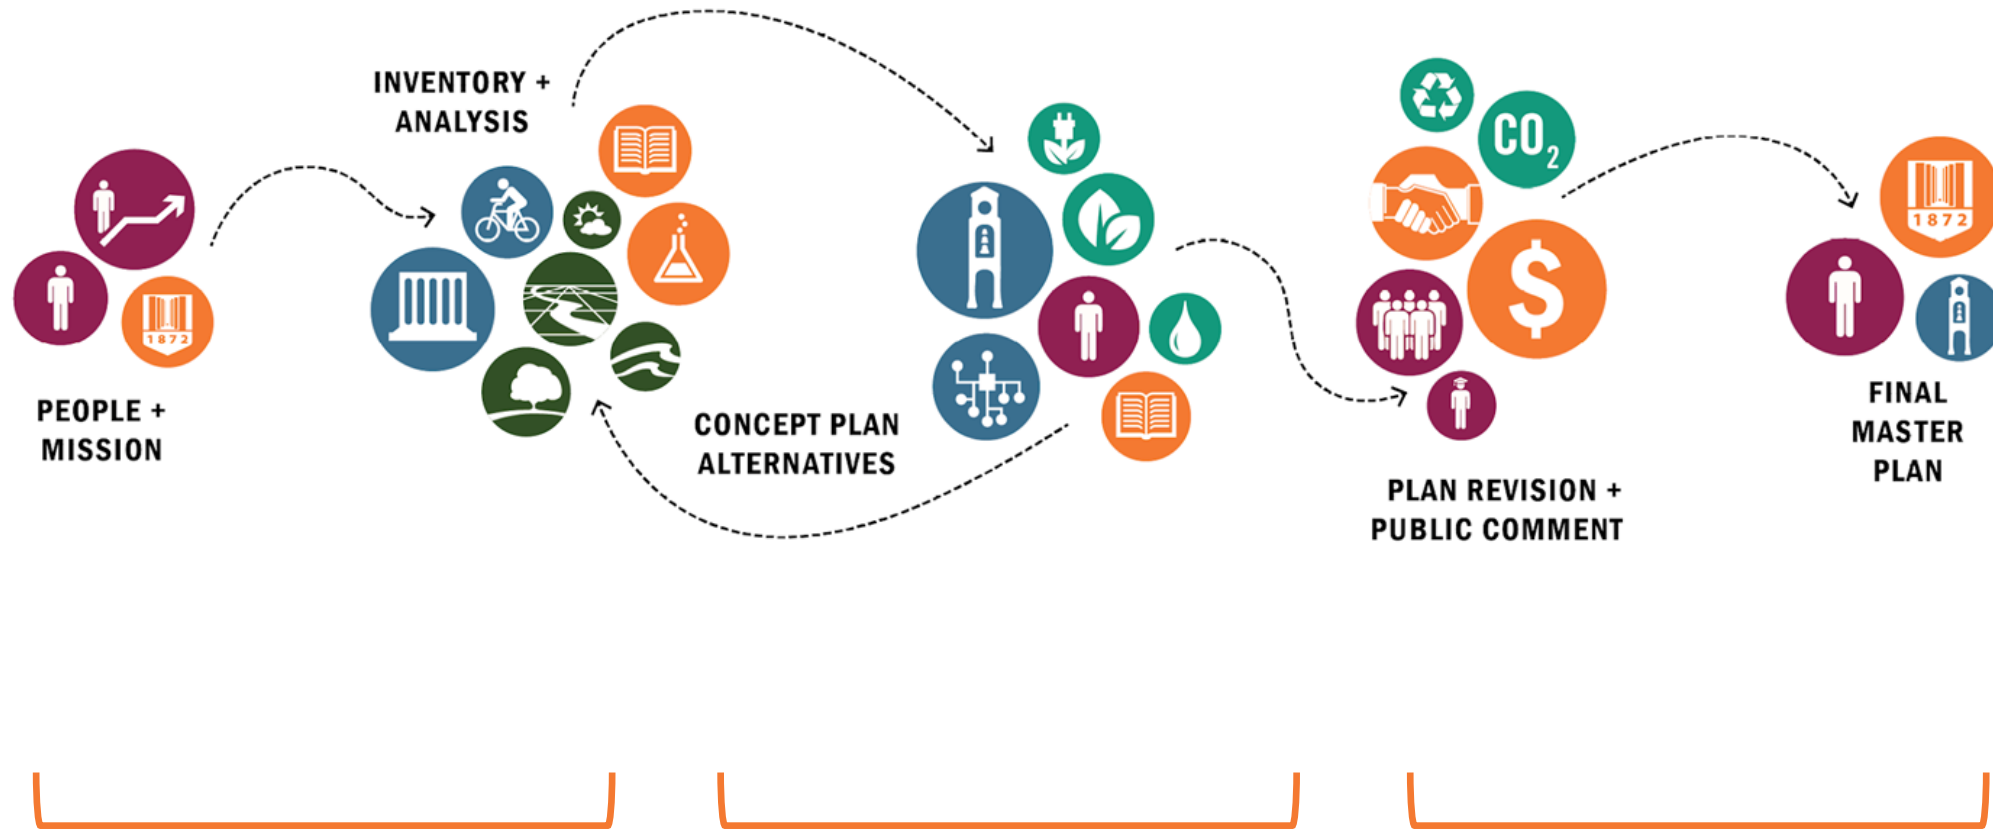 INVENTORY +
ANALYSIS
1872
PEOPLE +
MISSION
CONCEPT PLAN
ALTERNATIVES
CO2
$
PLAN REVISION +
PUBLIC COMMENT
1872
FINAL
MASTER
PLAN